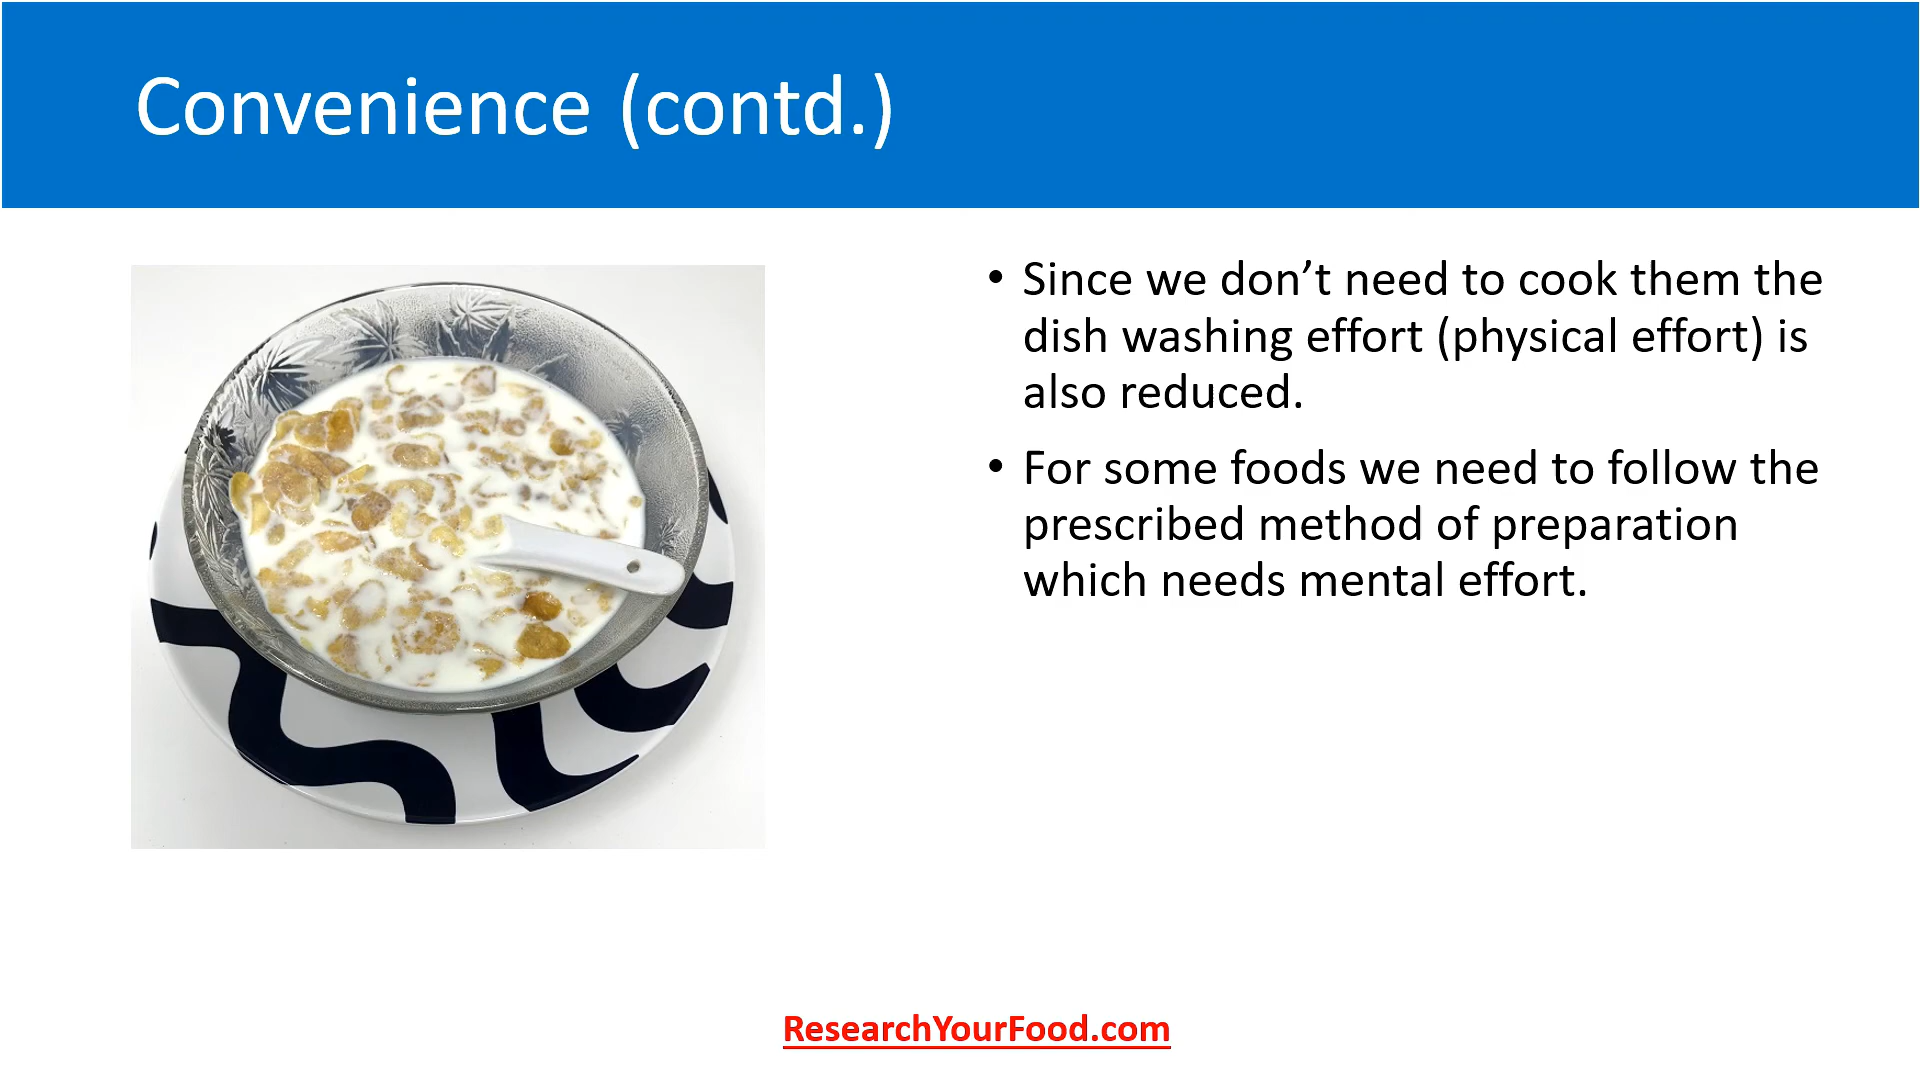 Convenience (contd.)
• Since we don’t need to cook them the
dish washing effort (physical effort) is
also reduced.
• For some foods we need to follow the
prescribed method of preparation
which needs mental effort.
ResearchYourFood.com